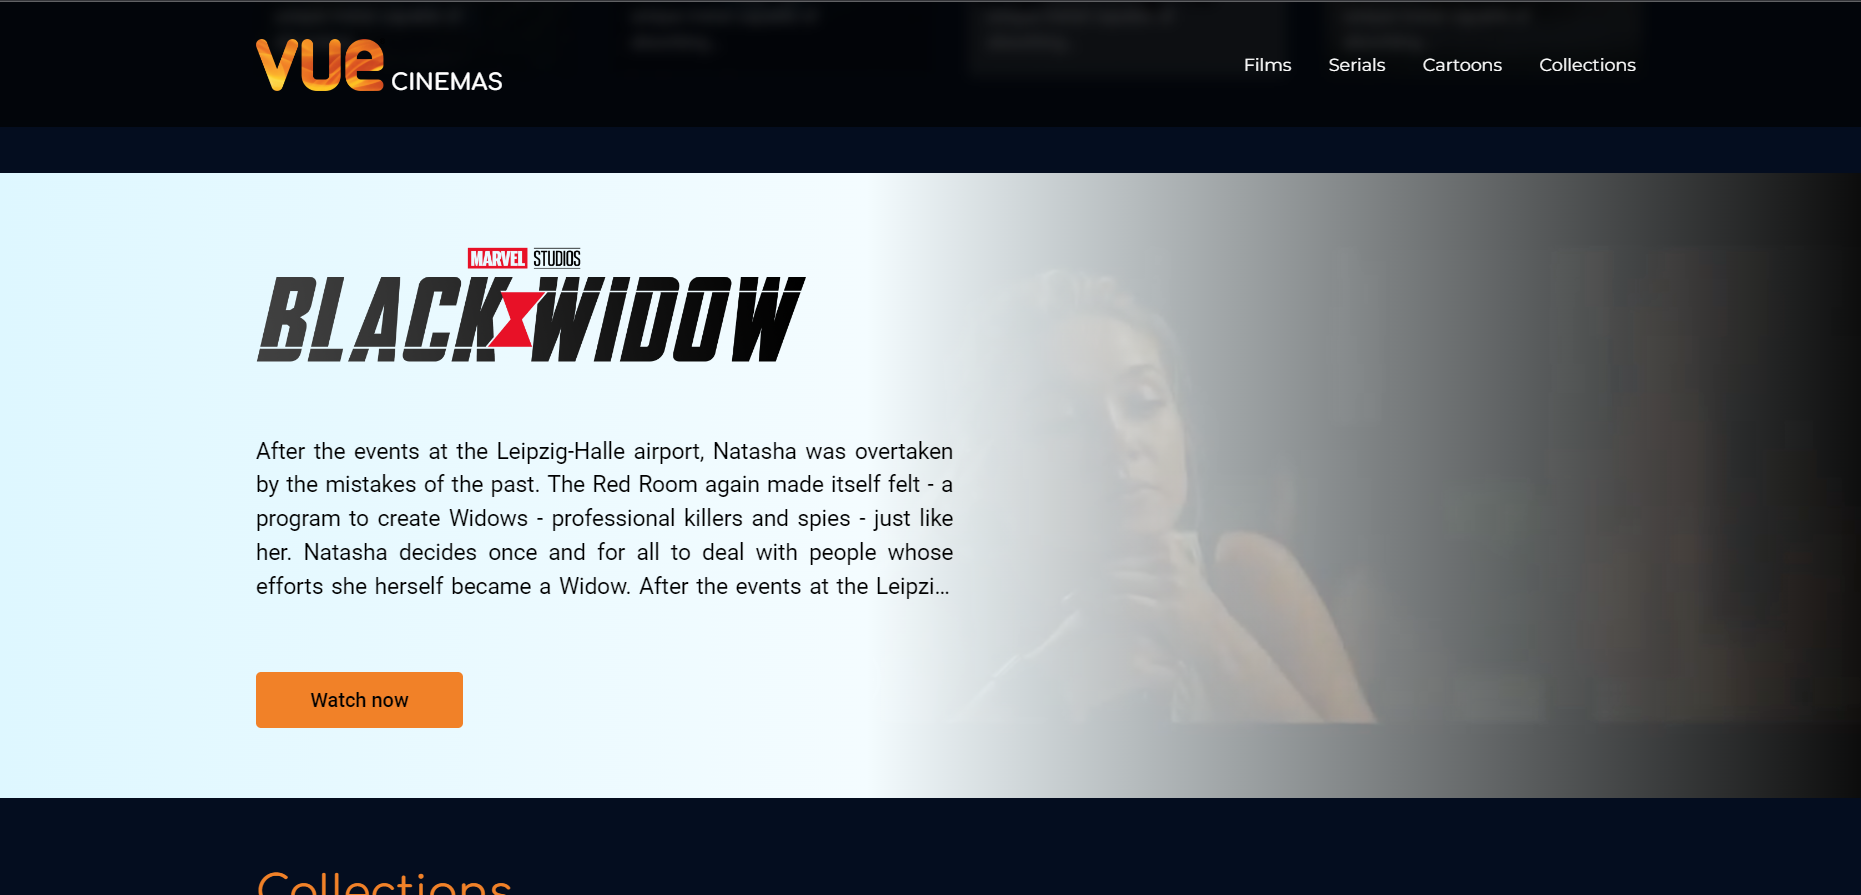 vue CINEMAS
Films Serials Cartoons Collections
MARVEL STUDIOS
BLACK WIDOW
After the events at the Leipzig-Halle airport, Natasha was overtaken
by the mistakes of the past. The Red Room again made itself felt - a
program to create Widows - professional killers and spies - just like
her. Natasha decides once and for all to deal with people whose
efforts she herself became a Widow. After the events at the Leipzi...
Watch now
Collections